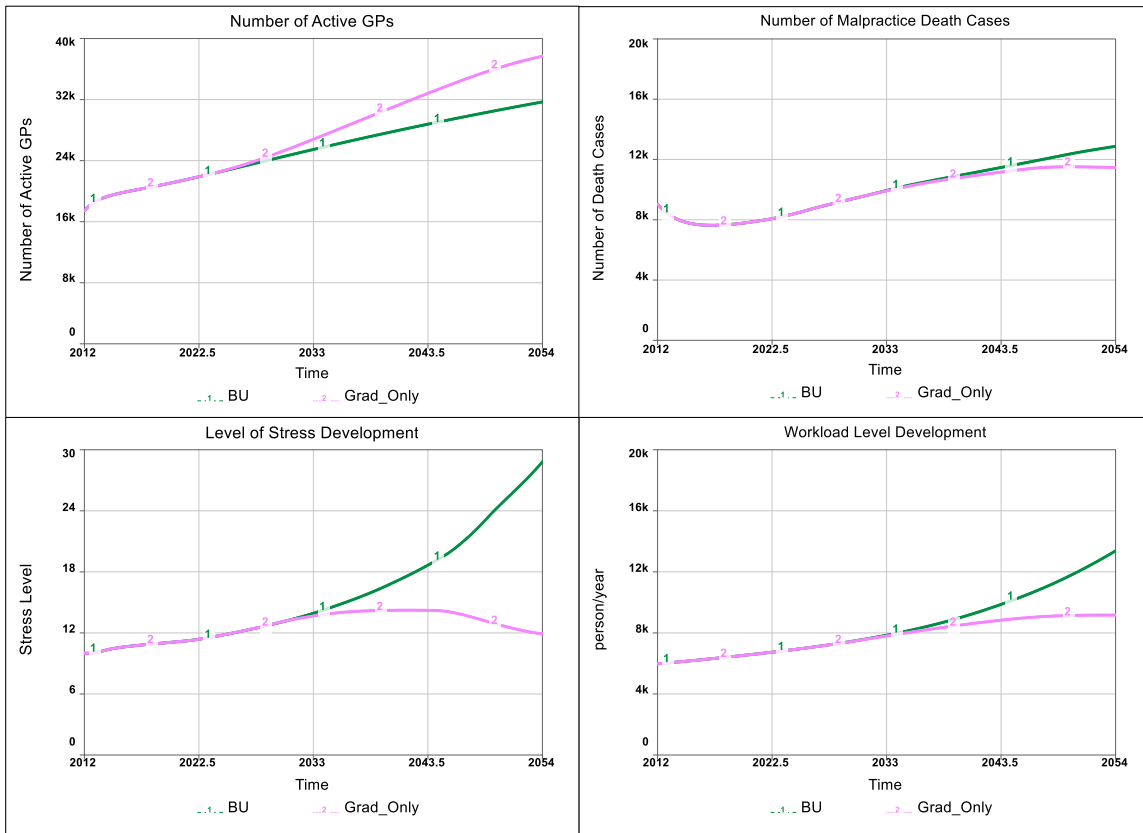 Number of Active GPs
40k
32k
24k
16k
8k
0
Number of Active GPs
1
2
1
2
1
2
1
2
2012
2022.5
2033
2043.5
2054
Time
1 BU
2 Grad_Only
Number of Malpractice Death Cases
20k
16k
12k
8k
4k
0
Number of Death Cases
1
2
1
2
1
2
1
2
2012
2022.5
2033
2043.5
2054
Time
1 BU
2 Grad_Only
Level of Stress Development
30
24
18
12
6
0
Stress Level
1
2
1
2
1
2
1
2
2012
2022.5
2033
2043.5
2054
Time
1 BU
2 Grad_Only
Workload Level Development
20k
16k
12k
8k
4k
0
person/year
1
2
1
2
1
2
1
2
2012
2022.5
2033
2043.5
2054
Time
1 BU
2 Grad_Only